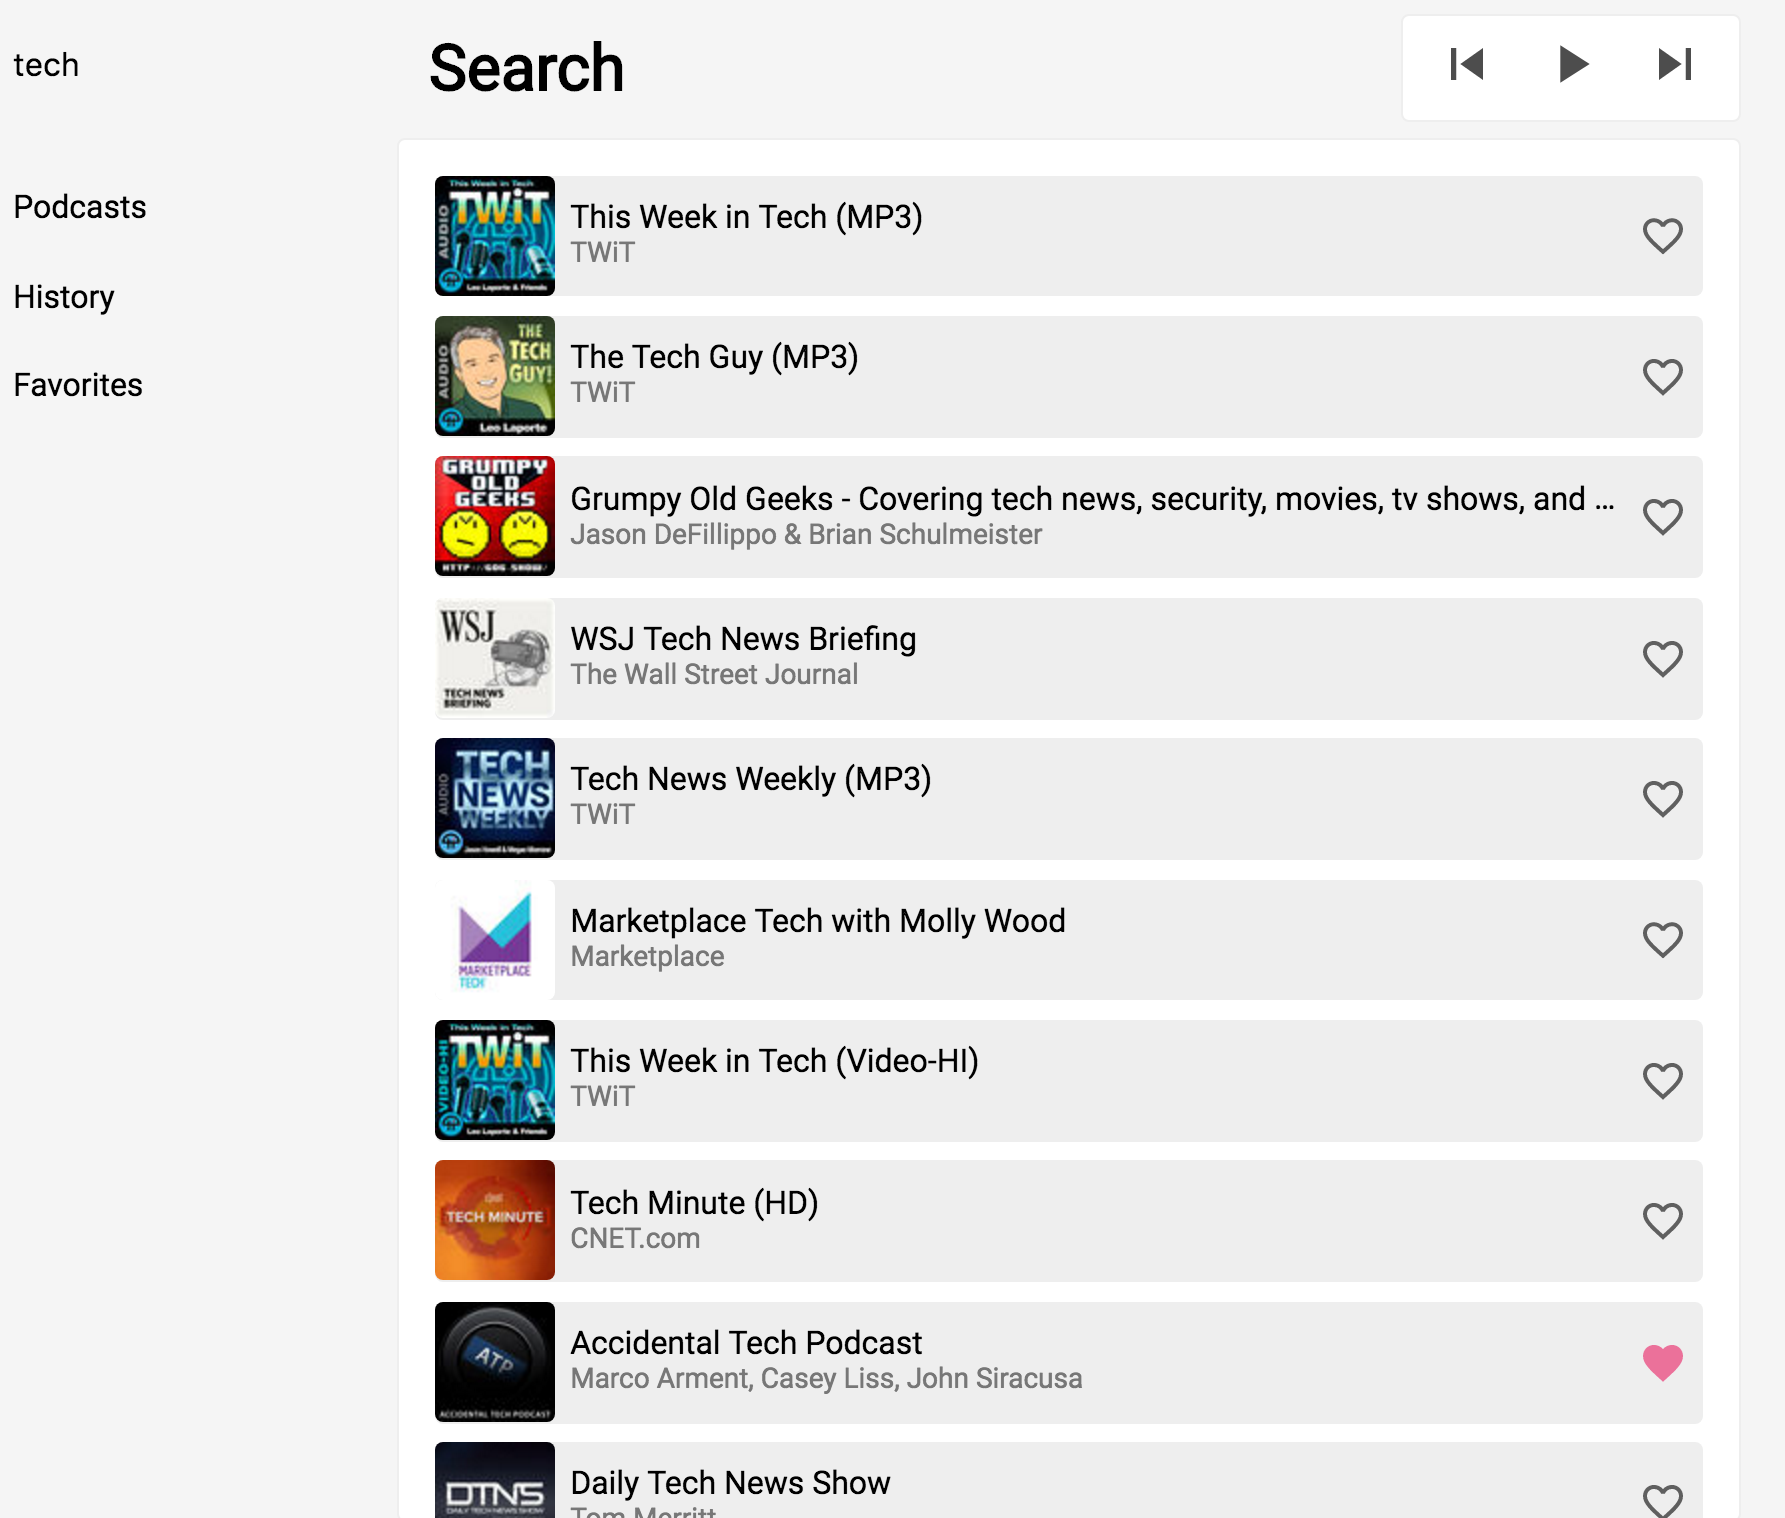 tech
Search
Podcasts
History
Favorites
This Week in Tech
TWiT
AUDIO
Leo Laporte & Friends
This Week in Tech (MP3)
TWiT
THE
TECH
GUY!
AUDIO
Leo Laporte
The Tech Guy (MP3)
TWiT
GRUMPY
OLD
GEEKS
HTTP://GOG.SHOW/
Grumpy Old Geeks - Covering tech news, security, movies, tv shows, and ...
Jason DeFillippo & Brian Schulmeister
WSJ
TECH NEWS
BRIEFING
WSJ Tech News Briefing
The Wall Street Journal
TECH
NEWS
WEEKLY
AUDIO
Tech News Weekly (MP3)
TWiT
MARKETPLACE
TECH
Marketplace Tech with Molly Wood
Marketplace
This Week in Tech
TWiT
VIDEO-HI
Leo Laporte & Friends
This Week in Tech (Video-HI)
TWiT
TECH MINUTE
Tech Minute (HD)
CNET.com
ATP
ACCIDENTAL TECH PODCAST
Accidental Tech Podcast
Marco Arment, Casey Liss, John Siracusa
DTNS
DAILY TECH NEWS SHOW
Daily Tech News Show
Tom Merritt